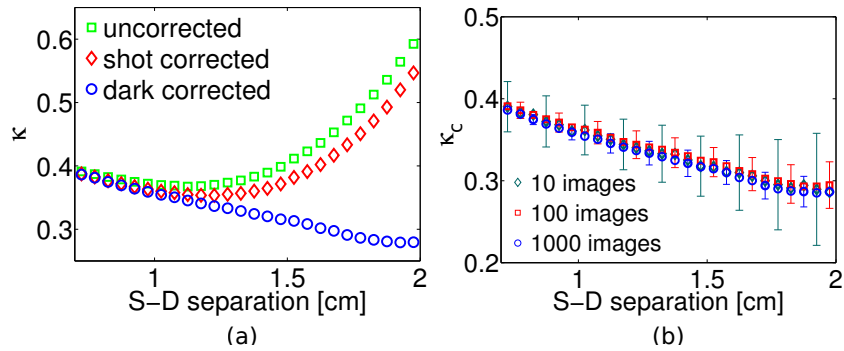 0.6
0.5
0.4
0.3
κ
uncorrected
shot corrected
dark corrected
1
1.5
2
S−D separation [cm]
(a)
0.5
0.4
0.3
0.2
κc
10 images
100 images
1000 images
1
1.5
2
S−D separation [cm]
(b)